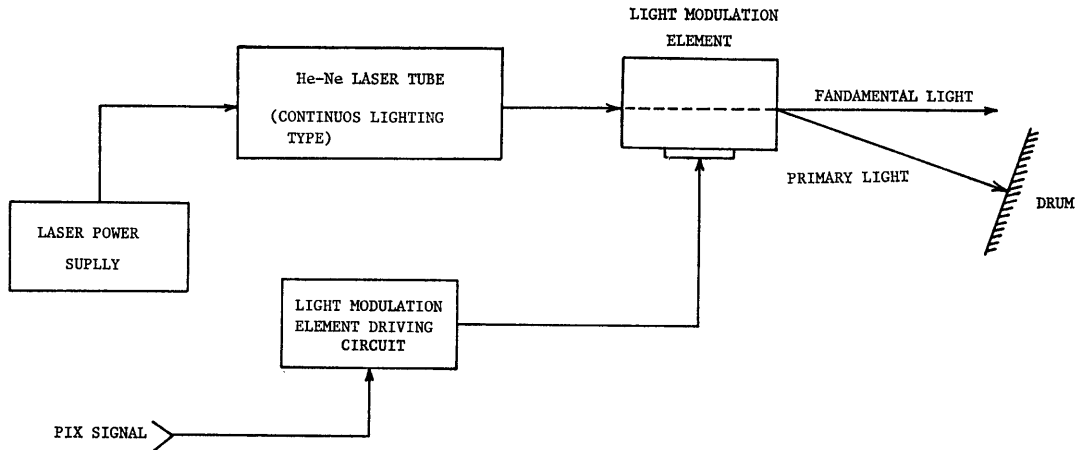 LIGHT MODULATION
ELEMENT
He-Ne LASER TUBE
(CONTINUOS LIGHTING
TYPE)
FANDAMENTAL LIGHT
PRIMARY LIGHT
DRUM
LASER POWER
SUPLLY
LIGHT MODULATION
ELEMENT DRIVING
CIRCUIT
PIX SIGNAL